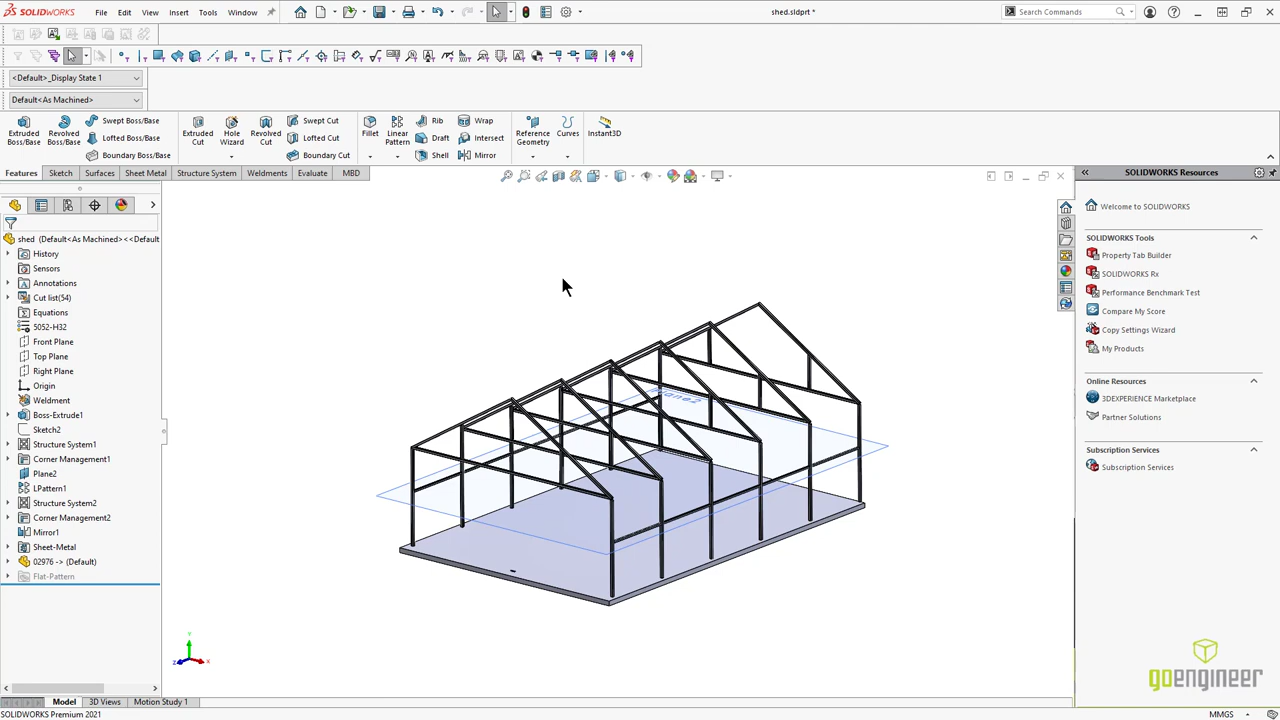 SOLIDWORKS File Edit View Insert Tools Window shed.sldprt * Search Commands
<Default>_Display State 1
Default<As Machined>
Extruded Boss/Base Revolved Boss/Base Swept Boss/Base Extruded Cut Hole Wizard Revolved Cut Swept Cut Fillet Linear Pattern Rib Wrap Reference Geometry Curves Instant3D
Lofted Boss/Base Lofted Cut Draft Intersect
Boundary Boss/Base Boundary Cut Shell Mirror
Features Sketch Surfaces Sheet Metal Structure System Weldments Evaluate MBD
SOLIDWORKS Resources
shed (Default<As Machined><<Default
History
Sensors
Annotations
Cut list(54)
Equations
5052-H32
Front Plane
Top Plane
Right Plane
Origin
Weldment
Boss-Extrude1
Sketch2
Structure System1
Corner Management1
Plane2
LPattern1
Structure System2
Corner Management2
Mirror1
Sheet-Metal
02976 -> (Default)
Flat-Pattern
Plane2
Y
Z
X
Welcome to SOLIDWORKS
SOLIDWORKS Tools
Property Tab Builder
SOLIDWORKS Rx
Performance Benchmark Test
Compare My Score
Copy Settings Wizard
My Products
Online Resources
3DEXPERIENCE Marketplace
Partner Solutions
Subscription Services
Subscription Services
goengineer
Model 3D Views Motion Study 1
SOLIDWORKS Premium 2021 MMGS